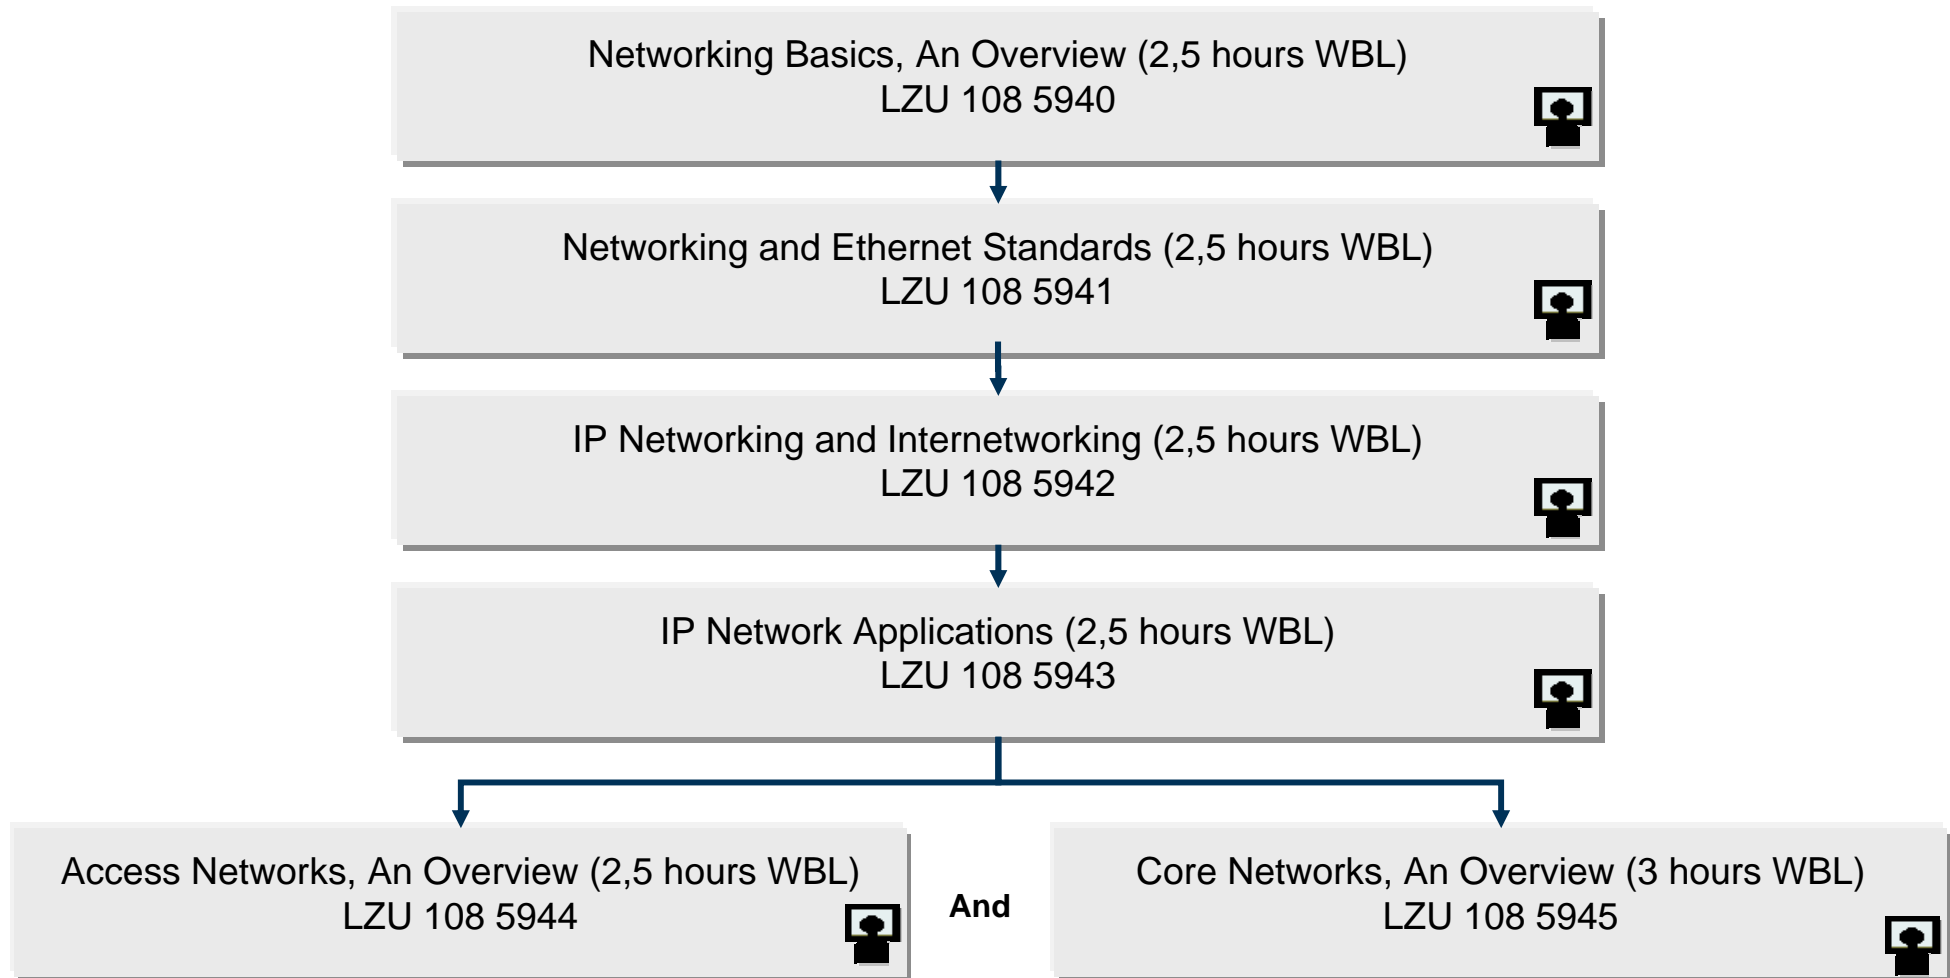 Networking Basics, An Overview (2,5 hours WBL)
LZU 108 5940
Networking and Ethernet Standards (2,5 hours WBL)
LZU 108 5941
IP Networking and Internetworking (2,5 hours WBL)
LZU 108 5942
IP Network Applications (2,5 hours WBL)
LZU 108 5943
Access Networks, An Overview (2,5 hours WBL)
LZU 108 5944
And
Core Networks, An Overview (3 hours WBL)
LZU 108 5945